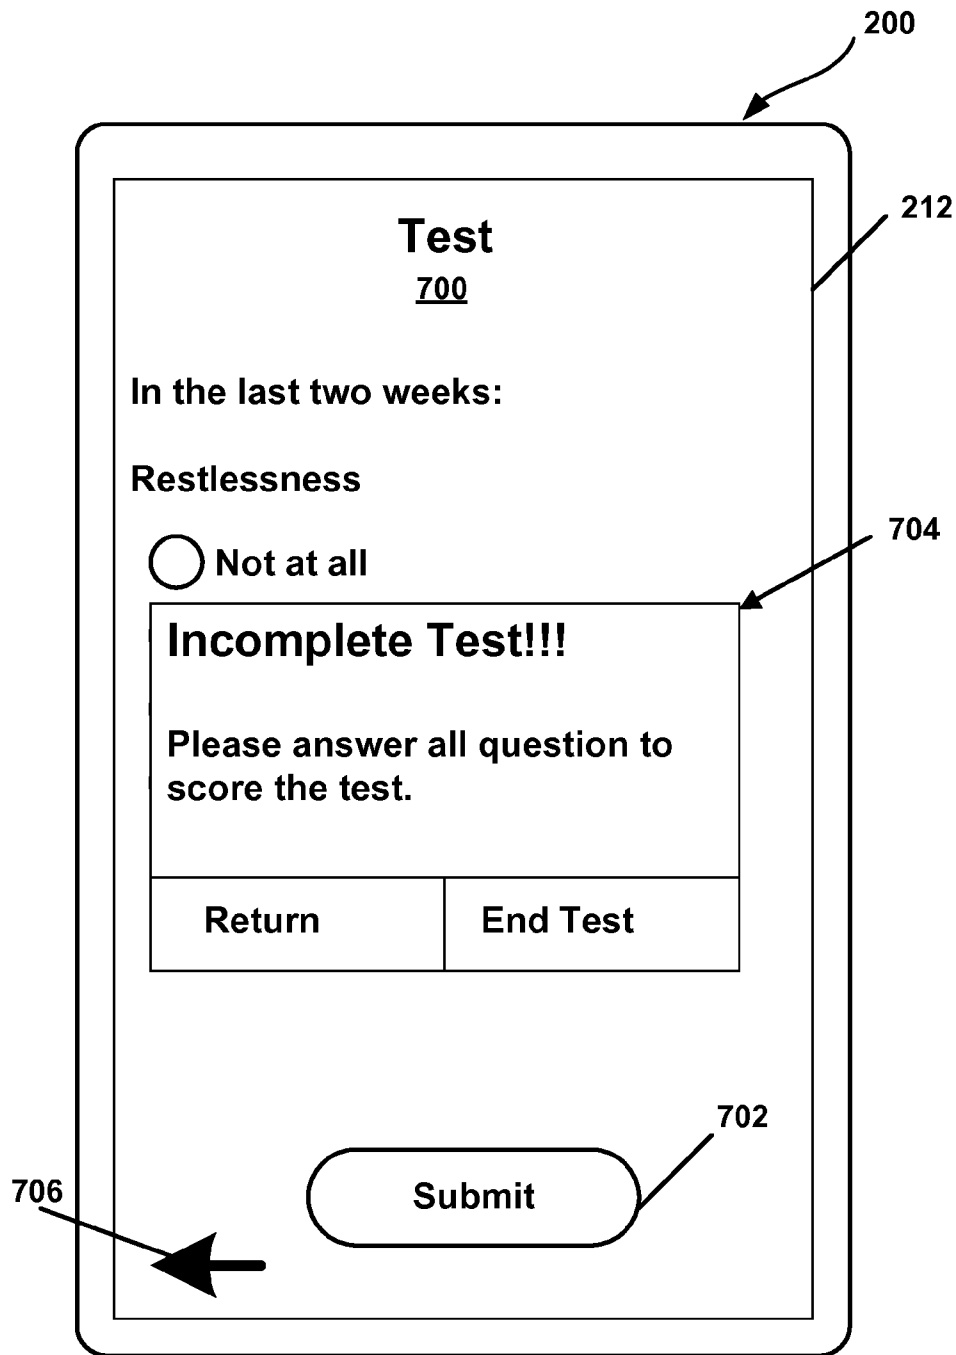 200
212
Test
700
In the last two weeks:
Restlessness
704
Not at all
Incomplete Test!!!
Please answer all question to
score the test.
Return
End Test
702
Submit
706